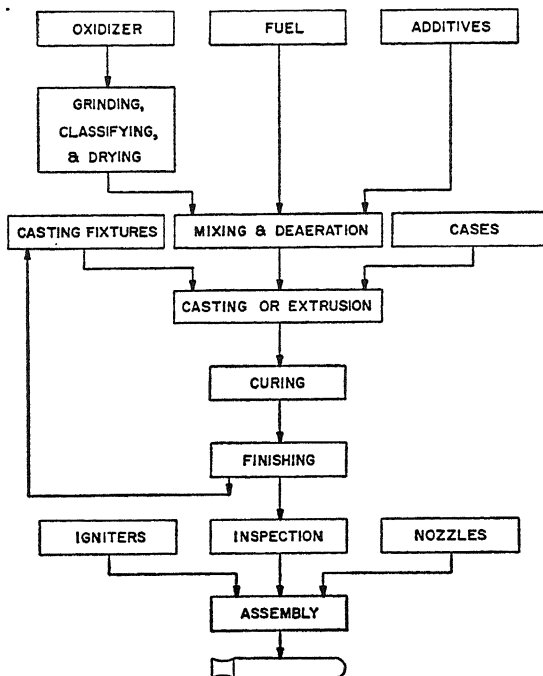 OXIDIZER
FUEL
ADDITIVES
GRINDING,
CLASSIFYING,
& DRYING
CASTING FIXTURES
MIXING & DEAERATION
CASES
CASTING OR EXTRUSION
CURING
FINISHING
IGNITERS
INSPECTION
NOZZLES
ASSEMBLY